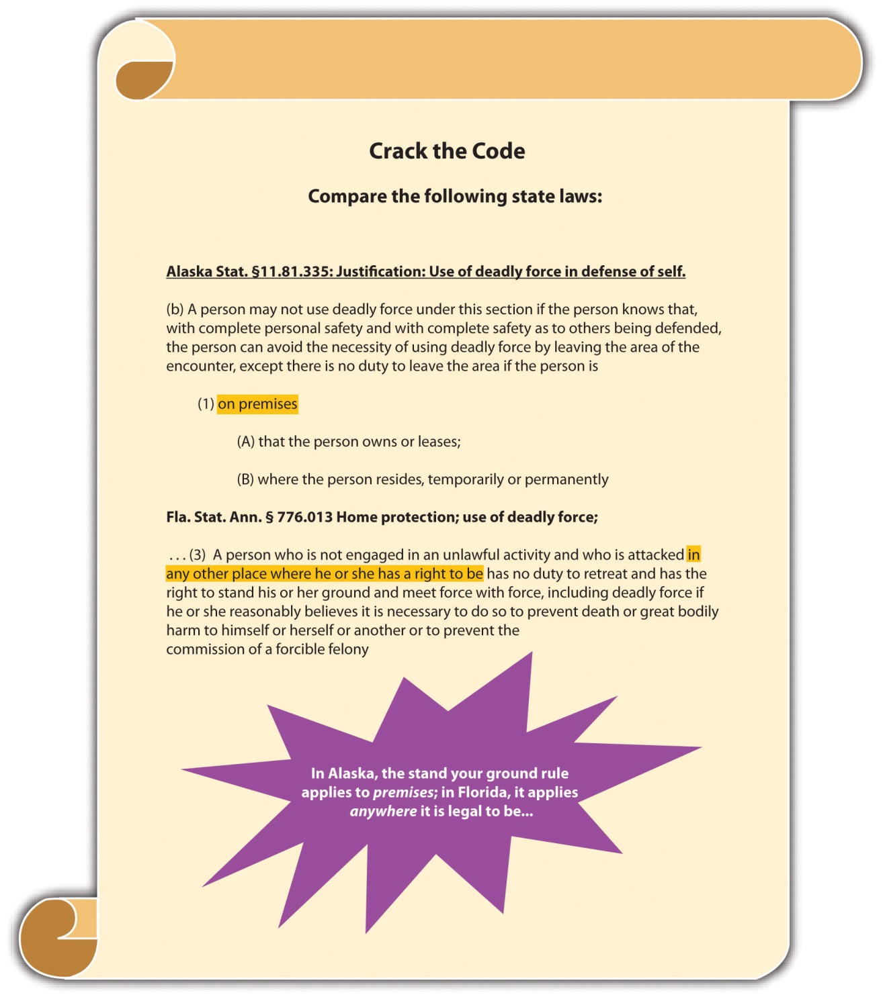 Crack the Code
Compare the following state laws:
Alaska Stat. §11.81.335: Justification: Use of deadly force in defense of self.
(b) A person may not use deadly force under this section if the person knows that,
with complete personal safety and with complete safety as to others being defended,
the person can avoid the necessity of using deadly force by leaving the area of the
encounter, except there is no duty to leave the area if the person is
(1) on premises
(A) that the person owns or leases;
(B) where the person resides, temporarily or permanently
Fla. Stat. Ann. § 776.013 Home protection; use of deadly force;
...(3) A person who is not engaged in an unlawful activity and who is attacked in
any other place where he or she has a right to be has no duty to retreat and has the
right to stand his or her ground and meet force with force, including deadly force if
he or she reasonably believes it is necessary to do so to prevent death or great bodily
harm to himself or herself or another or to prevent the
commission of a forcible felony
In Alaska, the stand your ground rule
applies to premises; in Florida, it applies
anywhere it is legal to be...